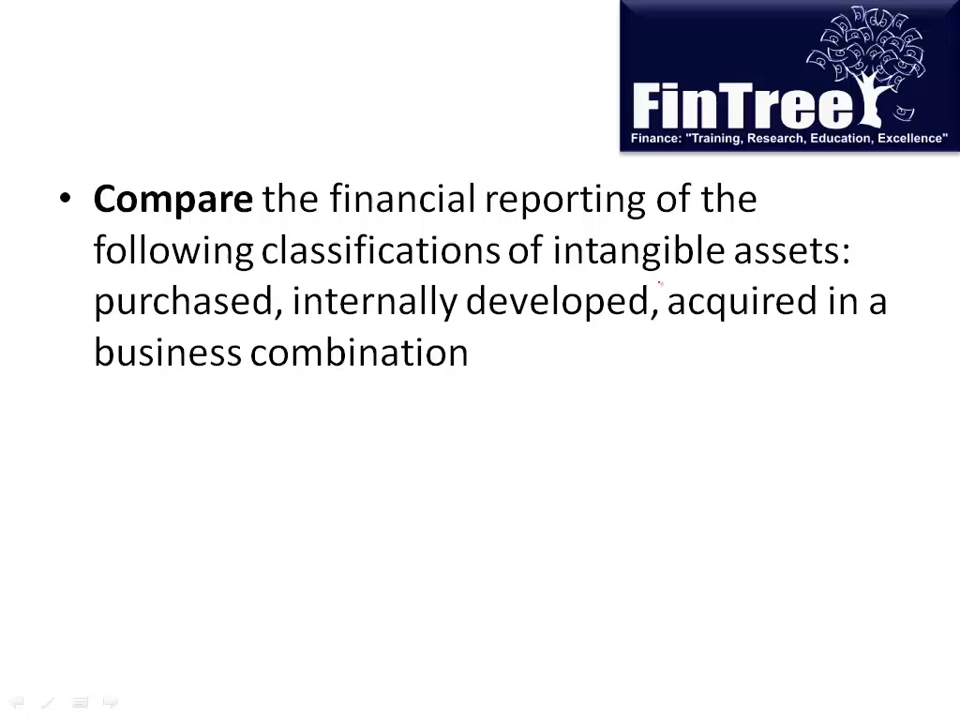 FinTree
Finance: "Training, Research, Education, Excellence"
• Compare the financial reporting of the
following classifications of intangible assets:
purchased, internally developed, acquired in a
business combination